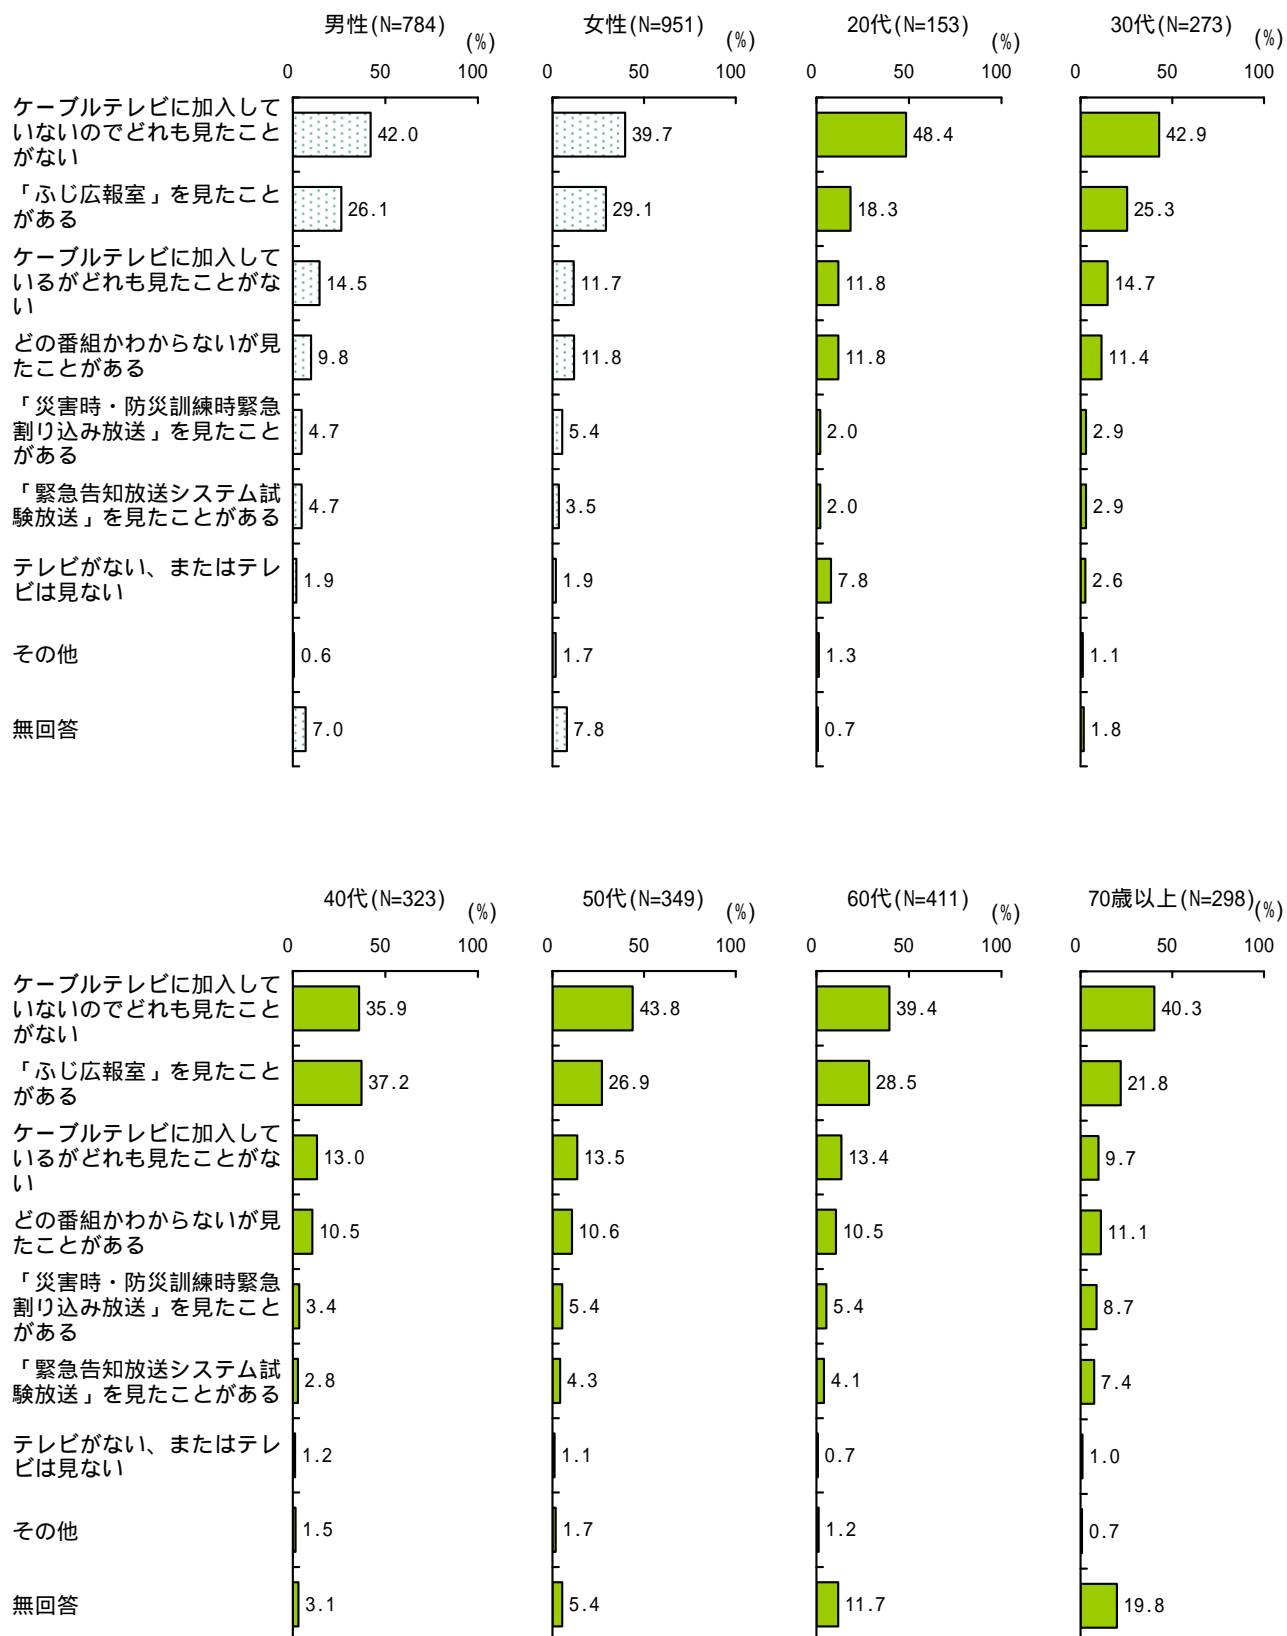 男性(N=784) (%)
女性(N=951) (%)
20代(N=153) (%)
30代(N=273) (%)
0 50 100
0 50 100
0 50 100
0 50 100
ケーブルテレビに加入して
いないのでどれも見たこと
がない
42.0 39.7 48.4 42.9
「ふじ広報室」を見たこと
がある
26.1 29.1 18.3 25.3
ケーブルテレビに加入して
いるがどれも見たことがな
い
14.5 11.7 11.8 14.7
どの番組かわからないが見
たことがある
9.8 11.8 11.8 11.4
「災害時・防災訓練時緊急
割り込み放送」を見たこと
がある
4.7 5.4 2.0 2.9
「緊急告知放送システム試
験放送」を見たことがある
4.7 3.5 2.0 2.9
テレビがない、またはテレ
ビは見ない
1.9 1.9 7.8 2.6
その他
0.6 1.7 1.3 1.1
無回答
7.0 7.8 0.7 1.8
40代(N=323) (%)
50代(N=349) (%)
60代(N=411) (%)
70歳以上(N=298) (%)
0 50 100
0 50 100
0 50 100
0 50 100
ケーブルテレビに加入して
いないのでどれも見たこと
がない
35.9 43.8 39.4 40.3
「ふじ広報室」を見たこと
がある
37.2 26.9 28.5 21.8
ケーブルテレビに加入して
いるがどれも見たことがな
い
13.0 13.5 13.4 9.7
どの番組かわからないが見
たことがある
10.5 10.6 10.5 11.1
「災害時・防災訓練時緊急
割り込み放送」を見たこと
がある
3.4 5.4 5.4 8.7
「緊急告知放送システム試
験放送」を見たことがある
2.8 4.3 4.1 7.4
テレビがない、またはテレ
ビは見ない
1.2 1.1 0.7 1.0
その他
1.5 1.7 1.2 0.7
無回答
3.1 5.4 11.7 19.8